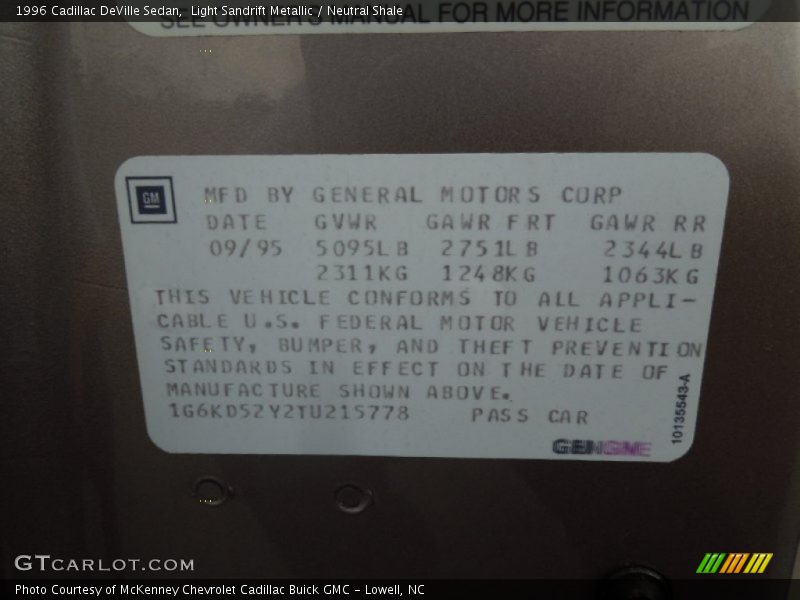 1996 Cadillac DeVille Sedan, Light Sandrift Metallic / Neutral Shale
SEE OWNER'S MANUAL FOR MORE INFORMATION
GM
MFD BY GENERAL MOTORS CORP
DATE GVWR GAWR FRT GAWR RR
09/95 5095LB 2751LB 2344LB
2311KG 1248KG 1063KG
THIS VEHICLE CONFORMS TO ALL APPLI-
CABLE U.S. FEDERAL MOTOR VEHICLE
SAFETY, BUMPER, AND THEFT PREVENTION
STANDARDS IN EFFECT ON THE DATE OF
MANUFACTURE SHOWN ABOVE.
1G6KD52Y2TU215778 PASS CAR
10135543-A
GTCARLOT.COM
Photo Courtesy of McKenney Chevrolet Cadillac Buick GMC - Lowell, NC